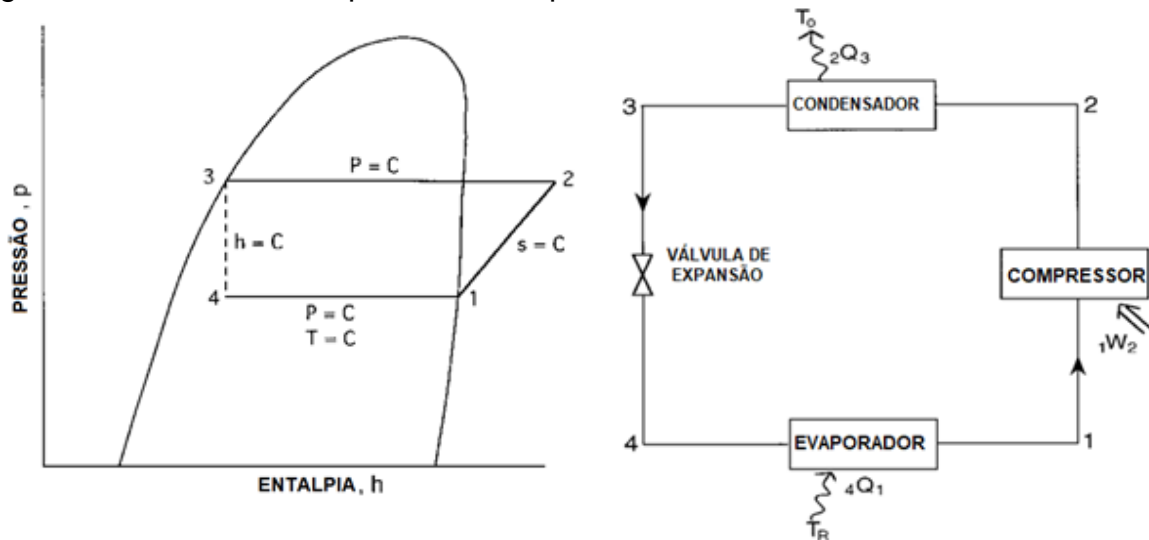 T₀
₂Q₃
CONDENSADOR
3
2
P = C
3
2
h = C
s = C
VÁLVULA DE
EXPANSÃO
COMPRESSOR
PRESSÃO, p
4
1
P = C
T = C
₁W₂
4
EVAPORADOR
1
ENTALPIA, h
₄Q₁
T_R